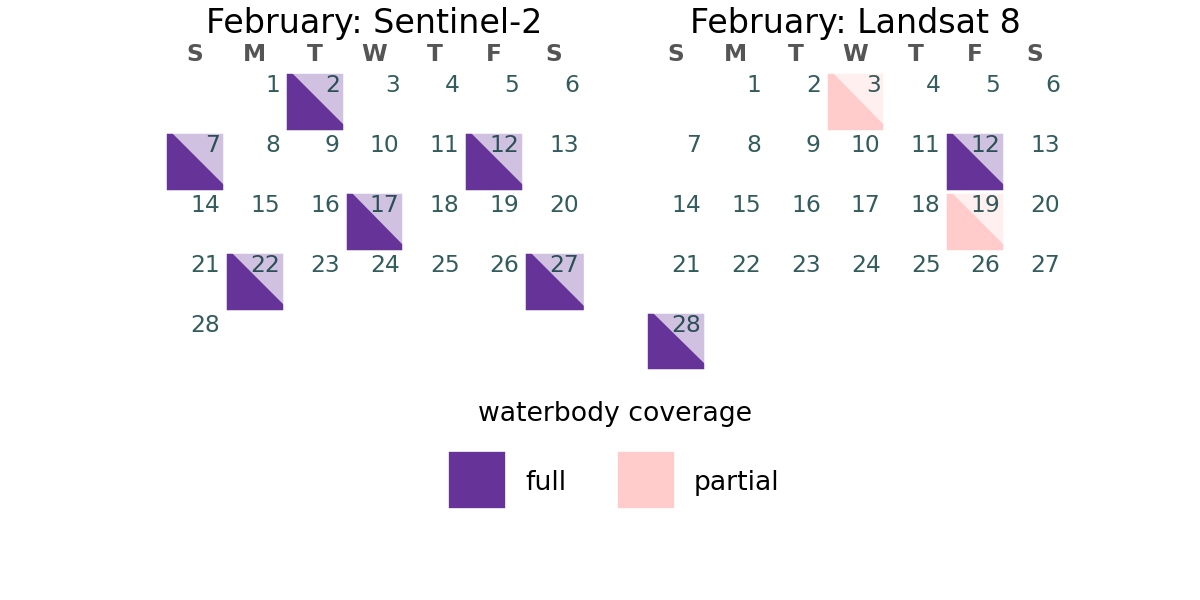 February: Sentinel-2
S M T W T F S
1 2 3 4 5 6
7 8 9 10 11 12 13
14 15 16 17 18 19 20
21 22 23 24 25 26 27
28
February: Landsat 8
S M T W T F S
1 2 3 4 5 6
7 8 9 10 11 12 13
14 15 16 17 18 19 20
21 22 23 24 25 26 27
28
waterbody coverage
full partial